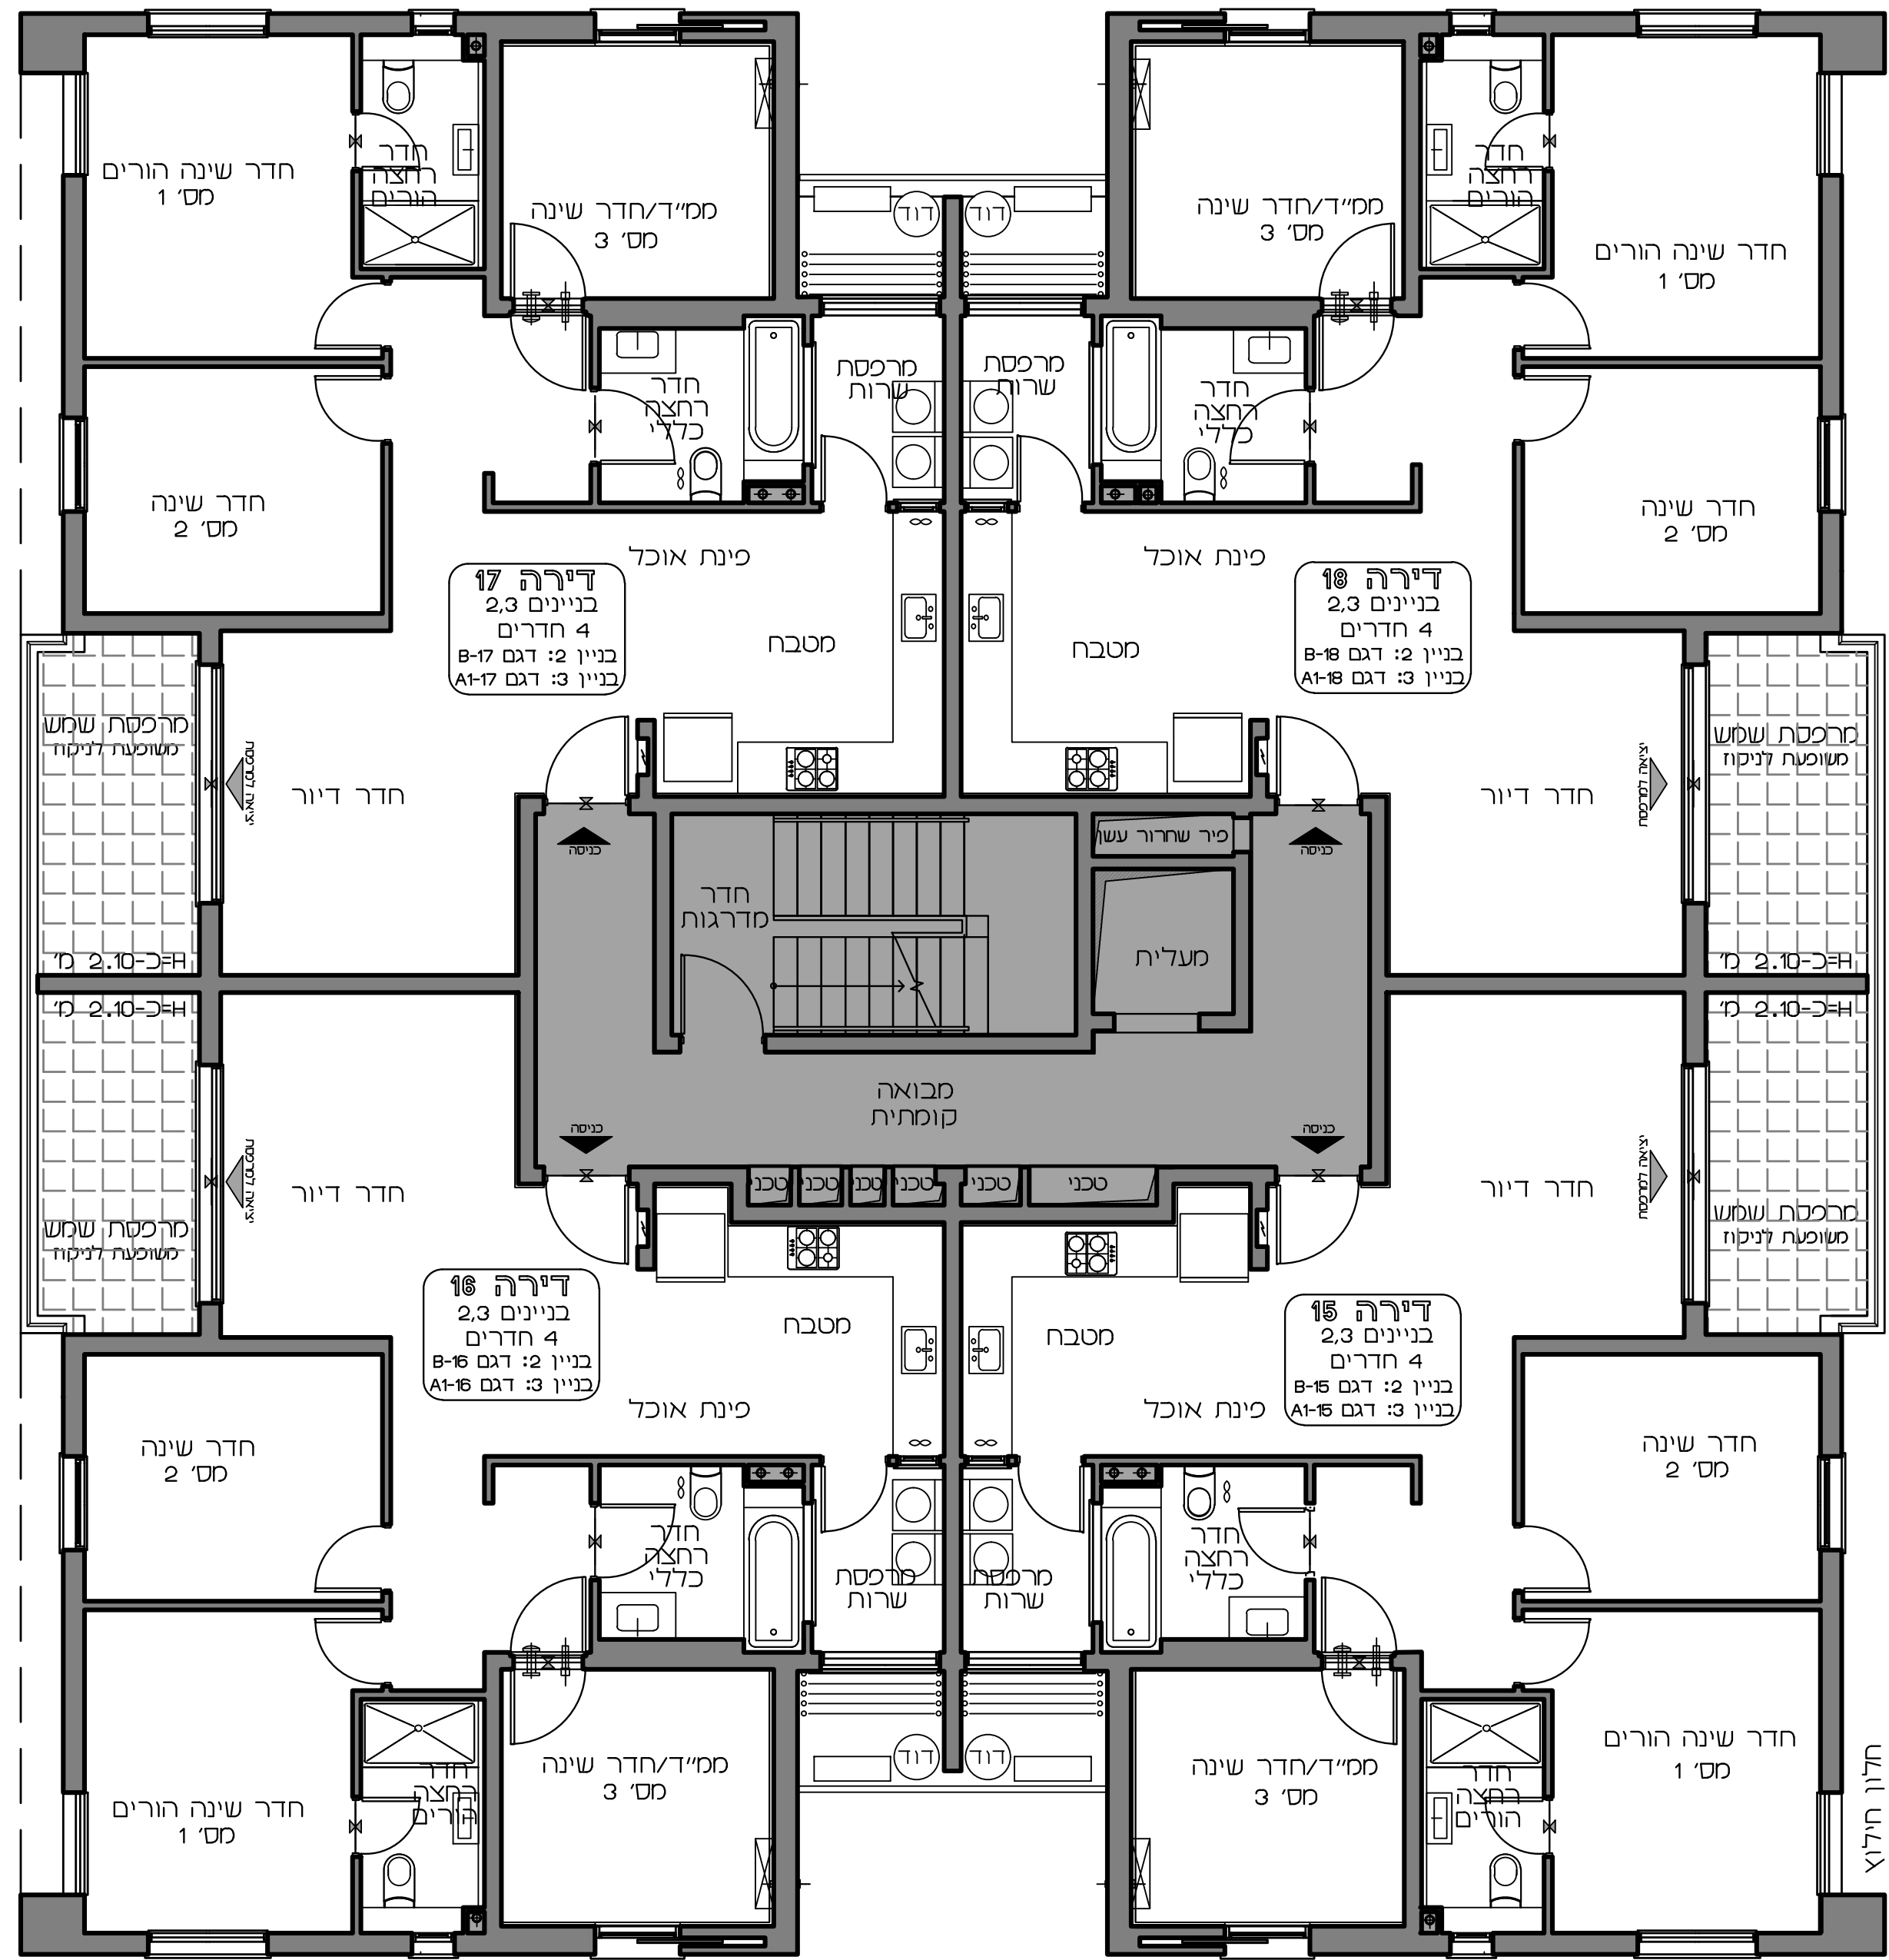 חדר שינה הורים
מס' 1
חדר
רחצה
הורים
ממ״ד/חדר שינה
מס' 3
דוד
דוד
ממ״ד/חדר שינה
מס' 3
חדר
רחצה
הורים
חדר שינה הורים
מס' 1
חדר שינה
מס' 2
חדר
רחצה
כללי
מרפסת
שרות
מרפסת
שרות
חדר
רחצה
כללי
חדר שינה
מס' 2
פינת אוכל
דירה 17
בניינים 2,3
4 חדרים
בניין 2: דגם B-17
בניין 3: דגם A1-17
מטבח
פינת אוכל
דירה 18
בניינים 2,3
4 חדרים
בניין 2: דגם B-18
בניין 3: דגם A1-18
מטבח
מרפסת שמש
משופעת לניקוז
יציאה למרפסת
חדר דיור
H=כ-2.10 מ'
חדר דיור
יציאה למרפסת
מרפסת שמש
משופעת לניקוז
H=כ-2.10 מ'
כניסה
חדר
מדרגות
פיר שחרור עשן
מעלית
כניסה
מבואה
קומתית
כניסה
כניסה
טכני
טכני
טכני
טכני
טכני
טכני
H=כ-2.10 מ'
מרפסת שמש
משופעת לניקוז
יציאה למרפסת
חדר דיור
H=כ-2.10 מ'
חדר דיור
יציאה למרפסת
מרפסת שמש
משופעת לניקוז
דירה 16
בניינים 2,3
4 חדרים
בניין 2: דגם B-16
בניין 3: דגם A1-16
מטבח
פינת אוכל
דירה 15
בניינים 2,3
4 חדרים
בניין 2: דגם B-15
בניין 3: דגם A1-15
מטבח
פינת אוכל
חדר שינה
מס' 2
חדר
רחצה
כללי
מרפסת
שרות
מרפסת
שרות
חדר
רחצה
כללי
חדר שינה
מס' 2
חדר שינה הורים
מס' 1
חדר
רחצה
הורים
ממ״ד/חדר שינה
מס' 3
דוד
דוד
ממ״ד/חדר שינה
מס' 3
חדר
רחצה
הורים
חדר שינה הורים
מס' 1
חלון חילוץ